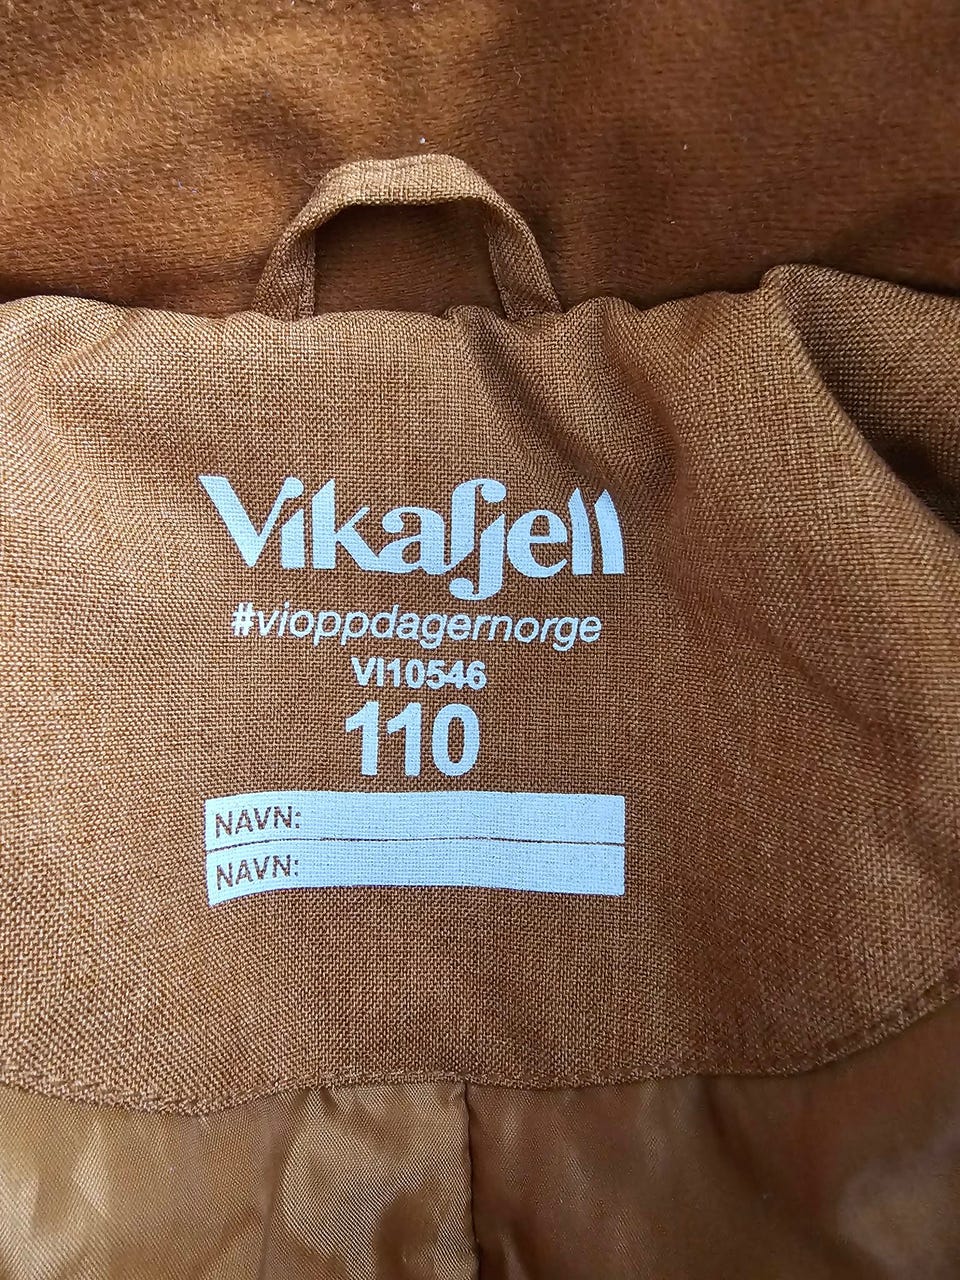 Vikafjell
#vioppdagernorge
VI10546
110
NAVN:
NAVN: